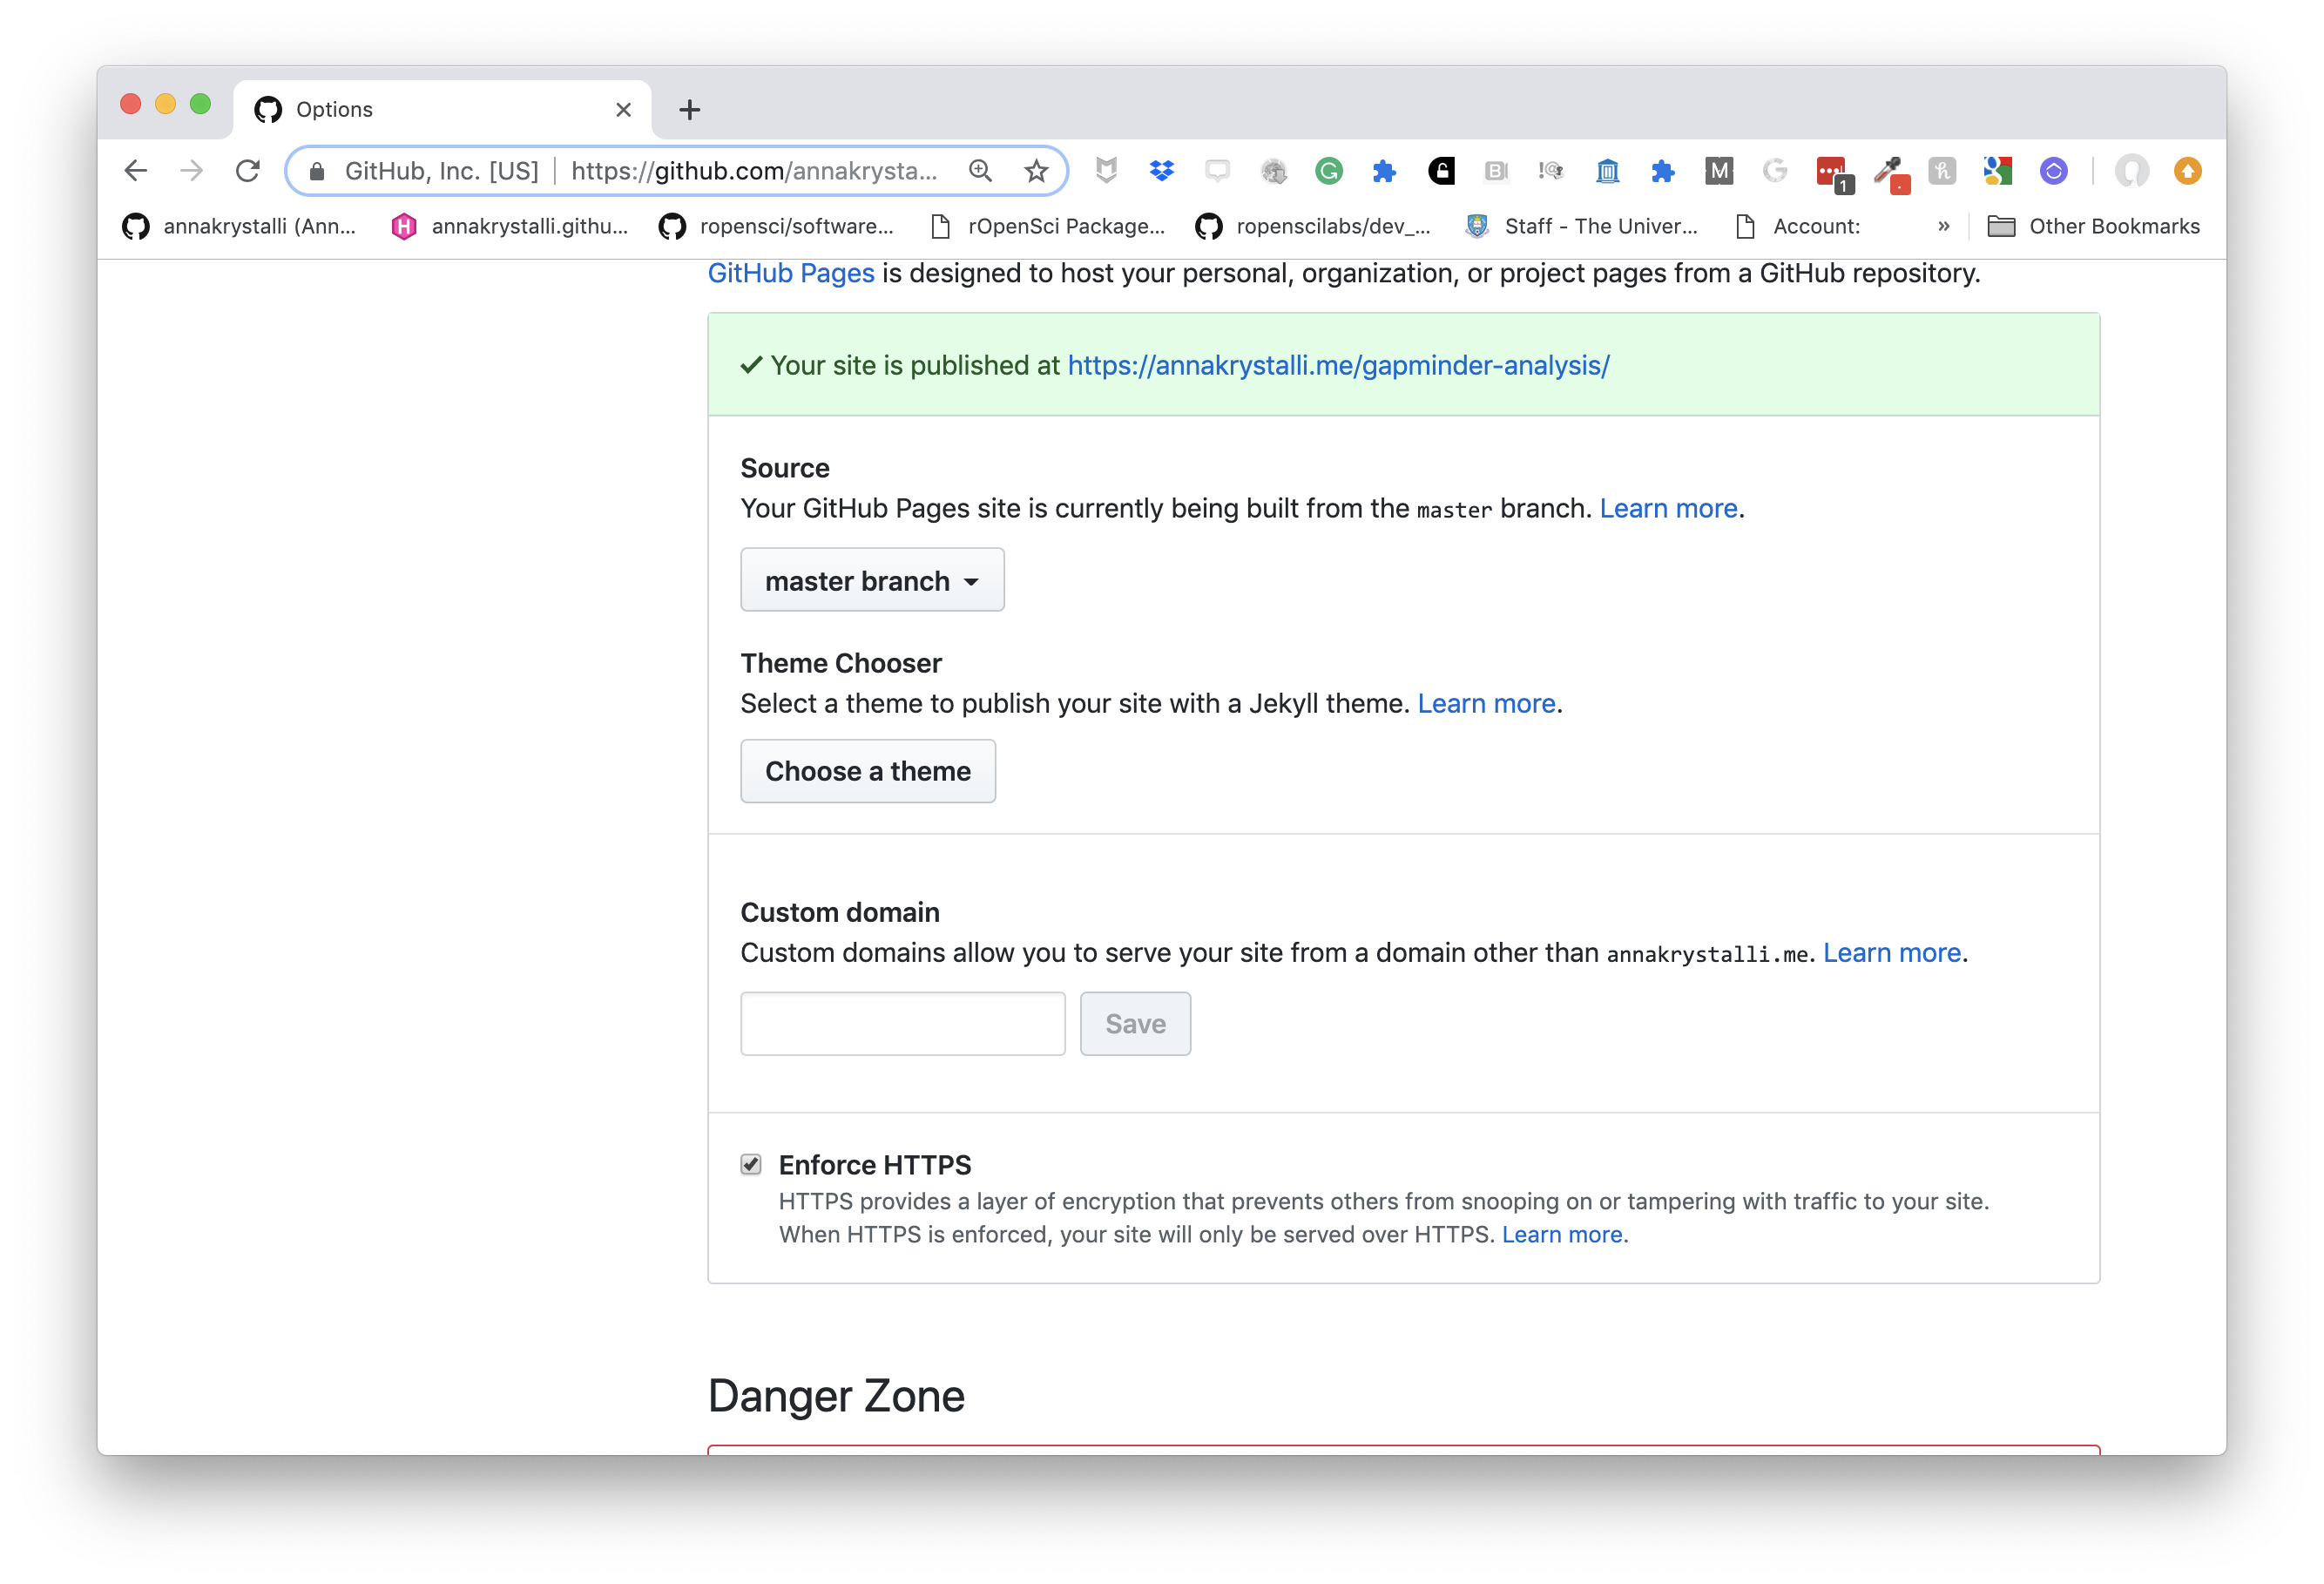 Options
GitHub, Inc. [US] | https://github.com/annakrysta...
annakrystalli (Ann...
annakrystalli.githu...
ropensci/software...
rOpenSci Package...
ropenscilabs/dev_...
Staff - The Univer...
Account:
Other Bookmarks
GitHub Pages is designed to host your personal, organization, or project pages from a GitHub repository.
Your site is published at https://annakrystalli.me/gapminder-analysis/
Source
Your GitHub Pages site is currently being built from the master branch. Learn more.
master branch
Theme Chooser
Select a theme to publish your site with a Jekyll theme. Learn more.
Choose a theme
Custom domain
Custom domains allow you to serve your site from a domain other than annakrystalli.me. Learn more.
Save
Enforce HTTPS
HTTPS provides a layer of encryption that prevents others from snooping on or tampering with traffic to your site.
When HTTPS is enforced, your site will only be served over HTTPS. Learn more.
Danger Zone